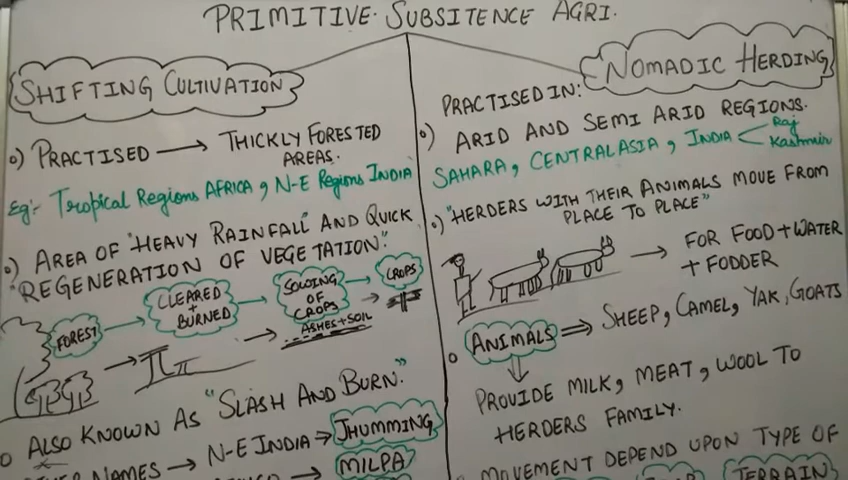 PRIMITIVE SUBSITENCE AGRI.
SHIFTING CULTIVATION
PRACTISED → THICKLY FORESTED
AREAS.
Eg:- Tropical Regions AFRICA, N-E Regions INDIA
AREA OF "HEAVY RAINFALL" AND QUICK
"REGENERATION OF VEGETATION".
FOREST → CLEARED + BURNED → SOWING OF CROPS → CROPS
ASHES+SOIL
ALSO KNOWN AS "SLASH AND BURN."
NAMES → N-E INDIA → JHUMMING
→ MILPA
NOMADIC HERDING
PRACTISED IN:
ARID AND SEMI ARID REGIONS.
SAHARA, CENTRALASIA, INDIA < Raj
Kashmir
"HERDERS WITH THEIR ANIMALS MOVE FROM
PLACE TO PLACE"
→ FOR FOOD+WATER
+ FODDER
ANIMALS ⇒ SHEEP, CAMEL, YAK, GOATS
PROVIDE MILK, MEAT, WOOL TO
HERDERS FAMILY.
MOVEMENT DEPEND UPON TYPE OF
TERRAIN